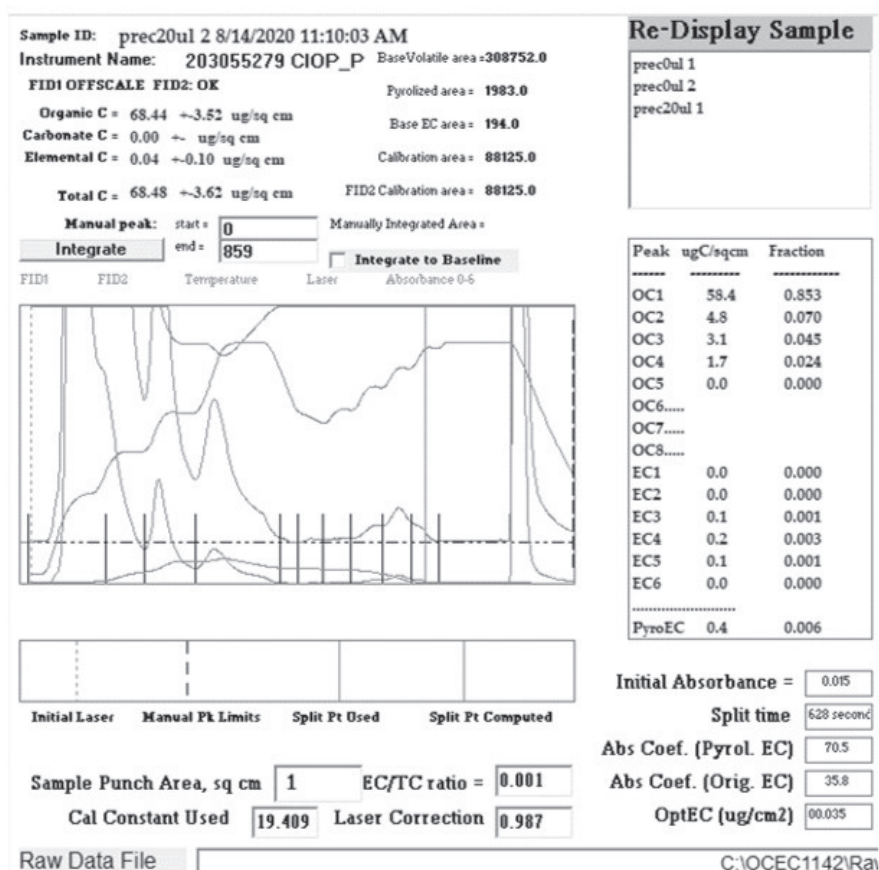 Sample ID: prec20ul 2 8/14/2020 11:10:03 AM
Instrument Name: 203055279 CIOP_P
FID1 OFFSCALE FID2: OK
Organic C = 68.44 +-3.52 ug/sq cm
Carbonate C = 0.00 +- ug/sq cm
Elemental C = 0.04 +-0.10 ug/sq cm
Total C = 68.48 +-3.62 ug/sq cm
BaseVolatile area =308752.0
Pyrolized area = 1983.0
Base EC area = 194.0
Calibration area = 88125.0
FID2 Calibration area = 88125.0
Manual peak: start = 0
Manually Integrated Area =
Integrate end = 859
Integrate to Baseline
FID1 FID2 Temperature Laser Absorbance 0-6
Initial Laser Manual Pk Limits Split Pt Used Split Pt Computed
Sample Punch Area, sq cm 1 EC/TC ratio = 0.001
Cal Constant Used 19.409 Laser Correction 0.987
Raw Data File C:\OCEC1142\Rav
Re-Display Sample
prec0ul 1
prec0ul 2
prec20ul 1
Peak ugC/sqcm Fraction
------ --------- ------------
OC1 58.4 0.853
OC2 4.8 0.070
OC3 3.1 0.045
OC4 1.7 0.024
OC5 0.0 0.000
OC6.....
OC7.....
OC8.....
EC1 0.0 0.000
EC2 0.0 0.000
EC3 0.1 0.001
EC4 0.2 0.003
EC5 0.1 0.001
EC6 0.0 0.000
..........................
PyroEC 0.4 0.006
Initial Absorbance = 0.015
Split time 628 second
Abs Coef. (Pyrol. EC) 70.5
Abs Coef. (Orig. EC) 35.8
OptEC (ug/cm2) 00.035